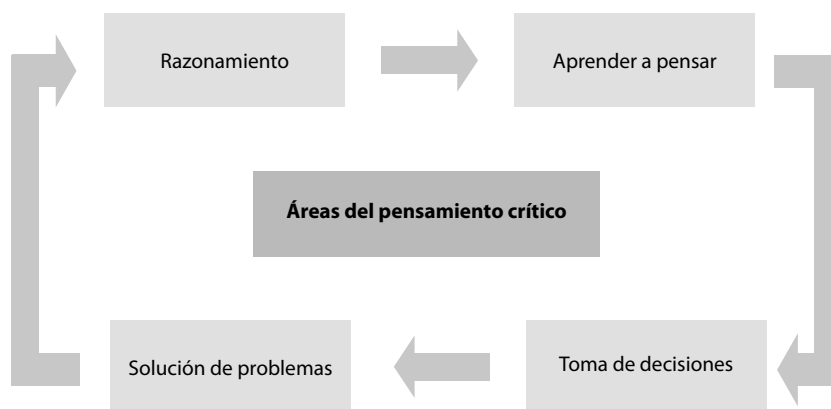 Razonamiento
Aprender a pensar
Áreas del pensamiento crítico
Solución de problemas
Toma de decisiones